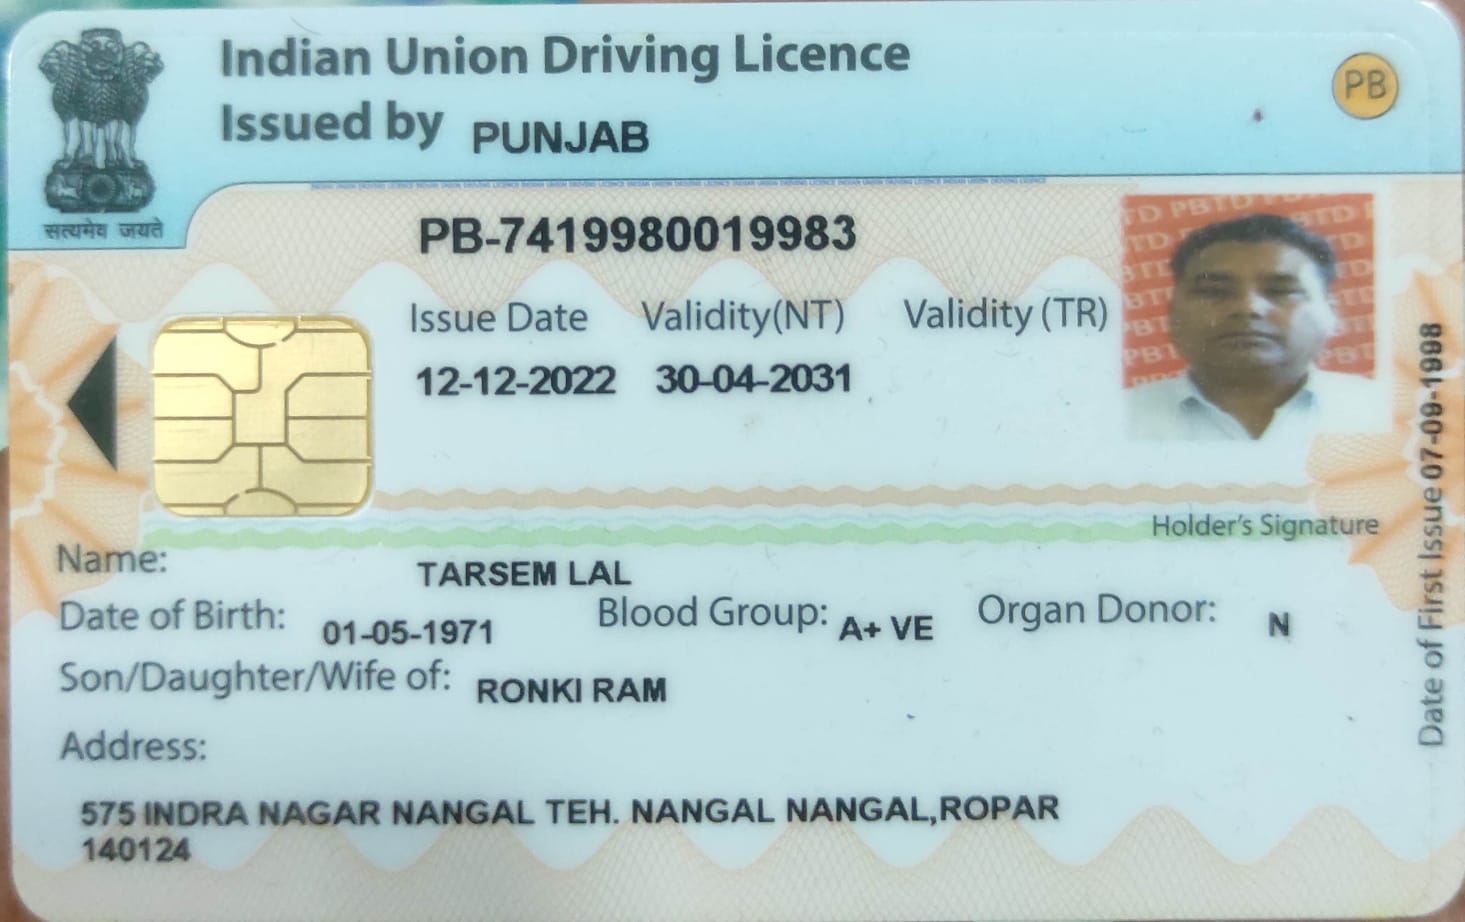 Indian Union Driving Licence
Issued by PUNJAB
PB
सत्यमेव जयते
PB-7419980019983
Issue Date Validity(NT) Validity (TR)
12-12-2022 30-04-2031
Holder's Signature
Date of First Issue 07-09-1998
Name: TARSEM LAL
Date of Birth: 01-05-1971 Blood Group: A+ VE Organ Donor: N
Son/Daughter/Wife of: RONKI RAM
Address:
575 INDRA NAGAR NANGAL TEH. NANGAL NANGAL,ROPAR
140124